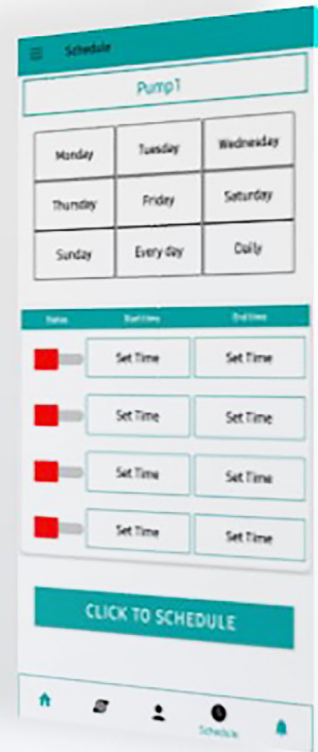 Schedule
Pump1
Monday Tuesday Wednesday
Thursday Friday Saturday
Sunday Every day Daily
Status Start time End time
Set Time Set Time
Set Time Set Time
Set Time Set Time
Set Time Set Time
CLICK TO SCHEDULE
Schedule